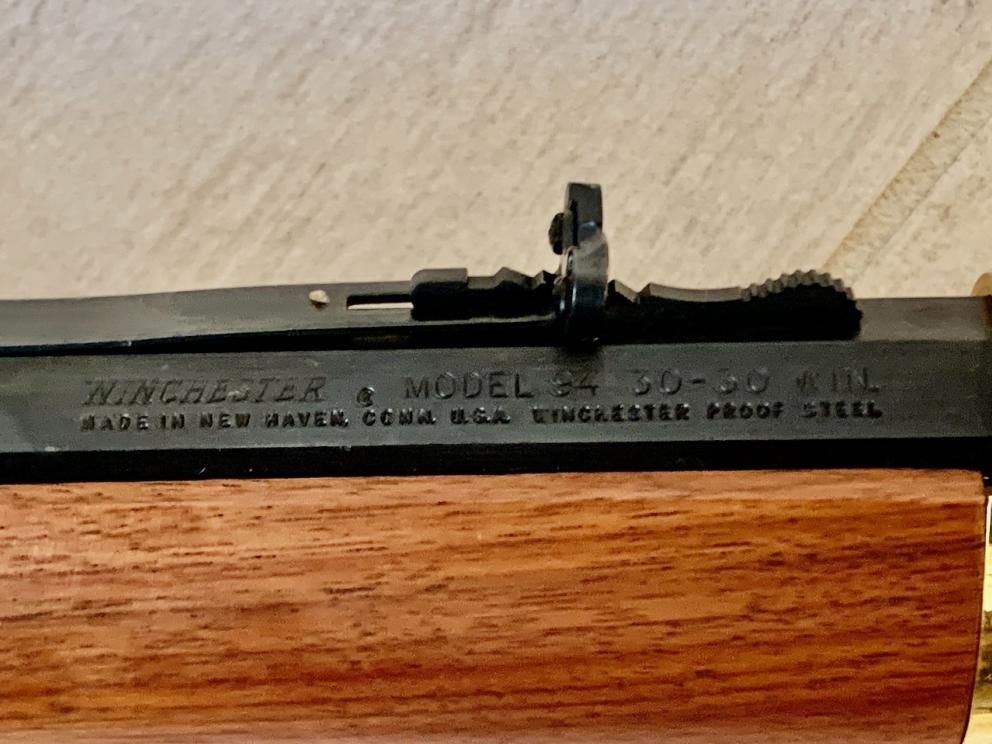 WINCHESTER ® MODEL 94 30-30 WIN.
MADE IN NEW HAVEN, CONN. U.S.A. WINCHESTER PROOF STEEL